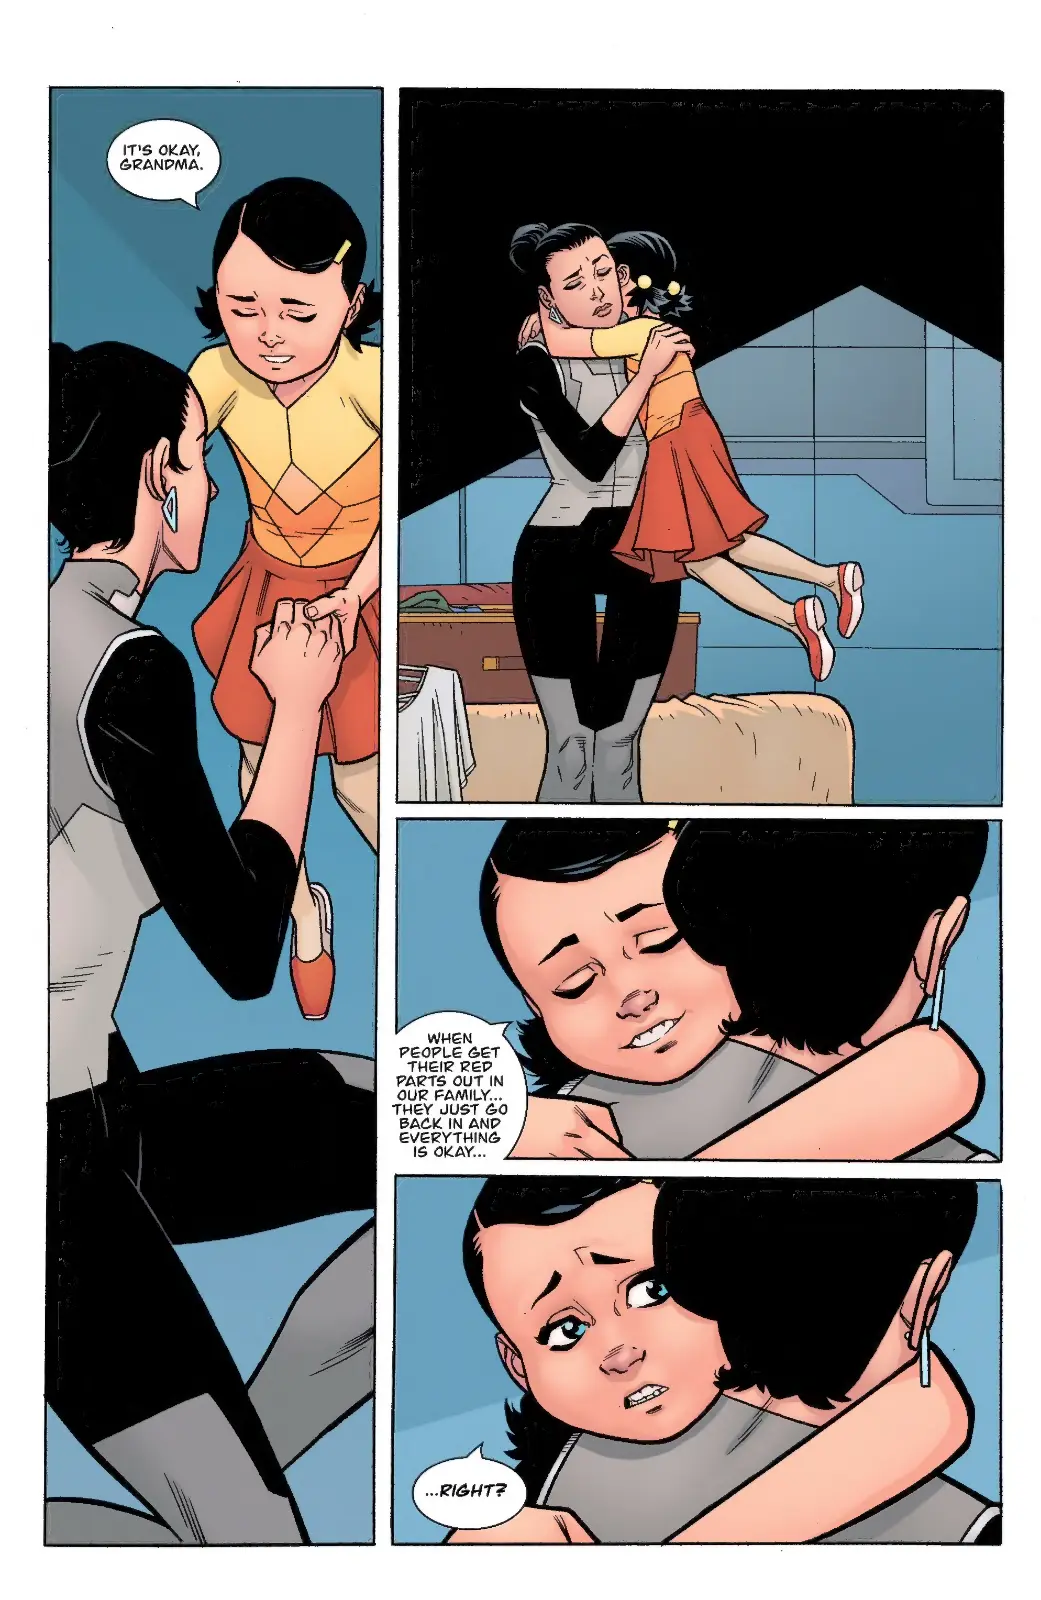 IT'S OKAY,
GRANDMA.
WHEN
PEOPLE GET
THEIR RED
PARTS OUT IN
OUR FAMILY...
THEY JUST GO
BACK IN AND
EVERYTHING
IS OKAY...
...RIGHT?